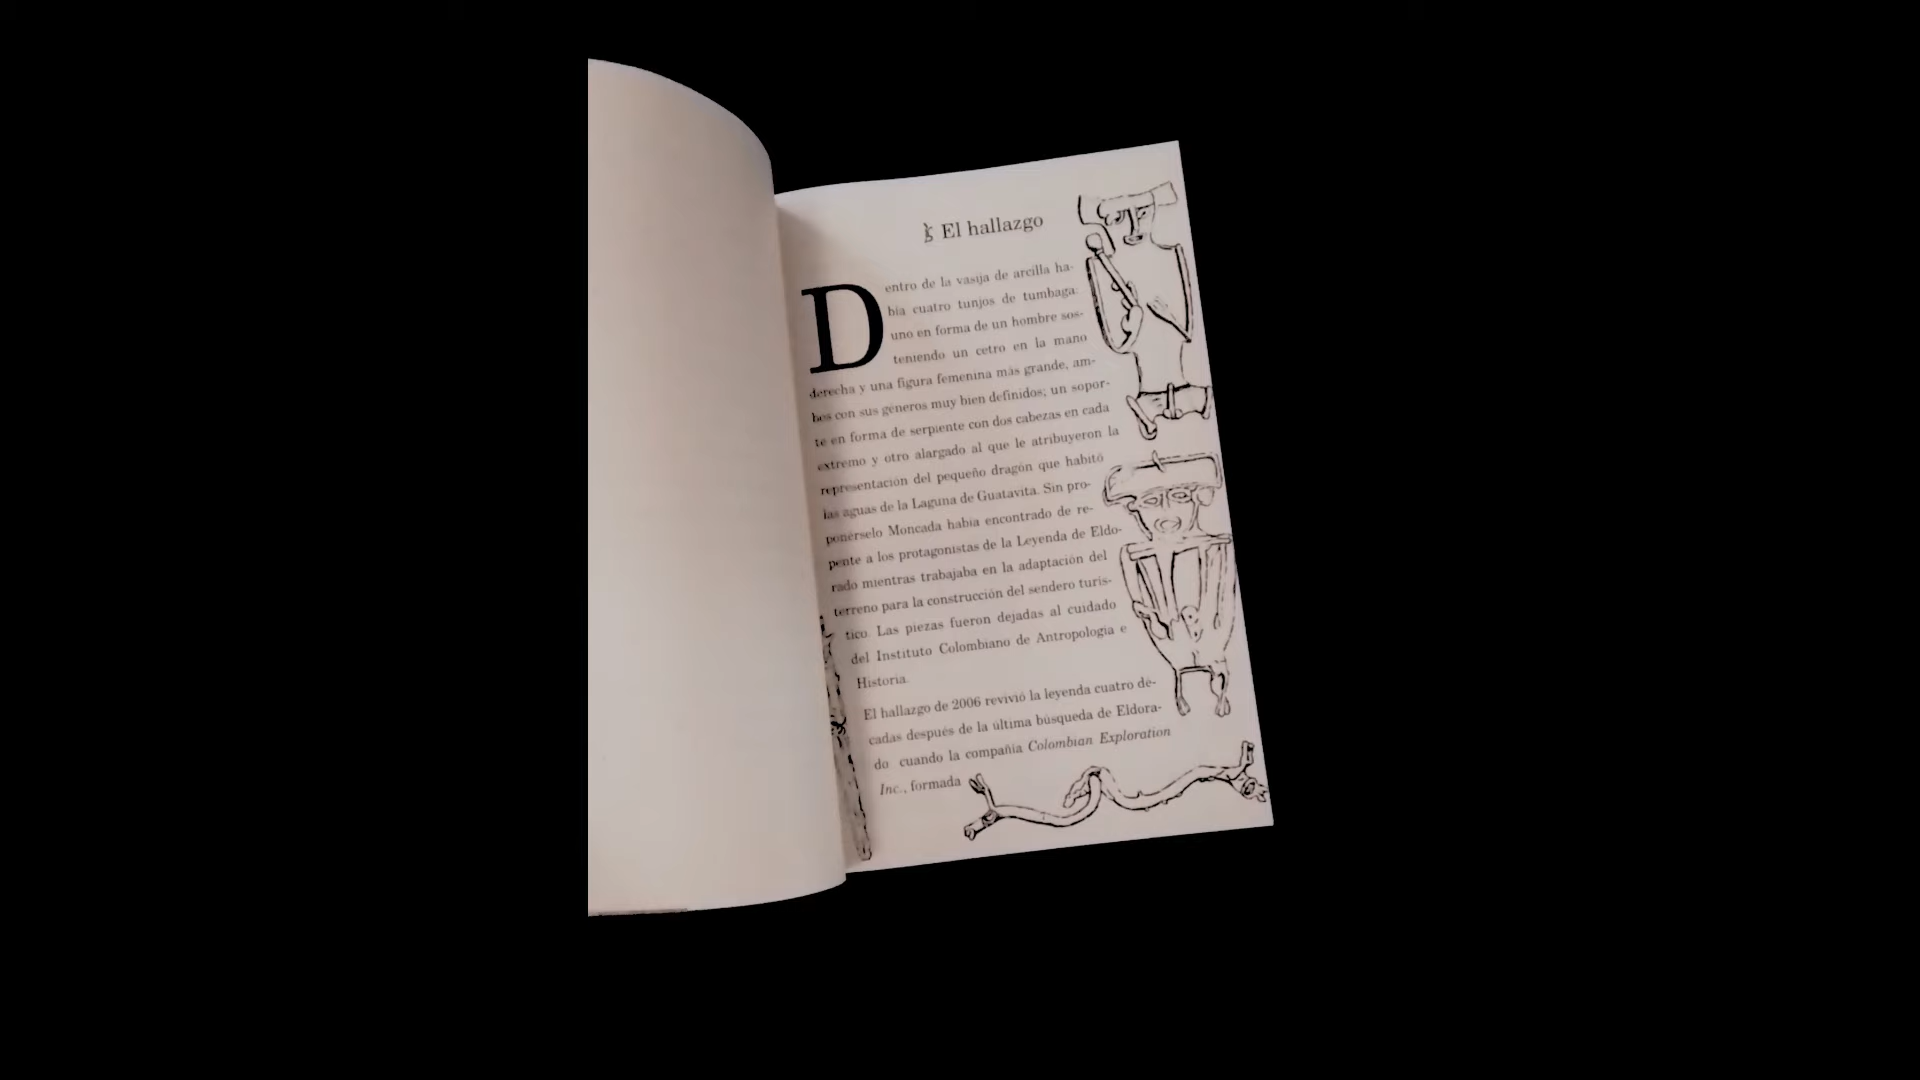 El hallazgo
Dentro de la vasija de arcilla ha-
bía cuatro tunjos de tumbaga:
uno en forma de un hombre sos-
teniendo un cetro en la mano
derecha y una figura femenina más grande, am-
bos con sus géneros muy bien definidos; un sopor-
te en forma de serpiente con dos cabezas en cada
extremo y otro alargado al que le atribuyeron la
representación del pequeño dragón que habitó
las aguas de la Laguna de Guatavita. Sin pro-
ponérselo Moncada había encontrado de re-
pente a los protagonistas de la Leyenda de Eldo-
rado mientras trabajaba en la adaptación del
terreno para la construcción del sendero turís-
tico. Las piezas fueron dejadas al cuidado
del Instituto Colombiano de Antropología e
Historia.
El hallazgo de 2006 revivió la leyenda cuatro dé-
cadas después de la última búsqueda de Eldora-
do cuando la compañía Colombian Exploration
Inc., formada